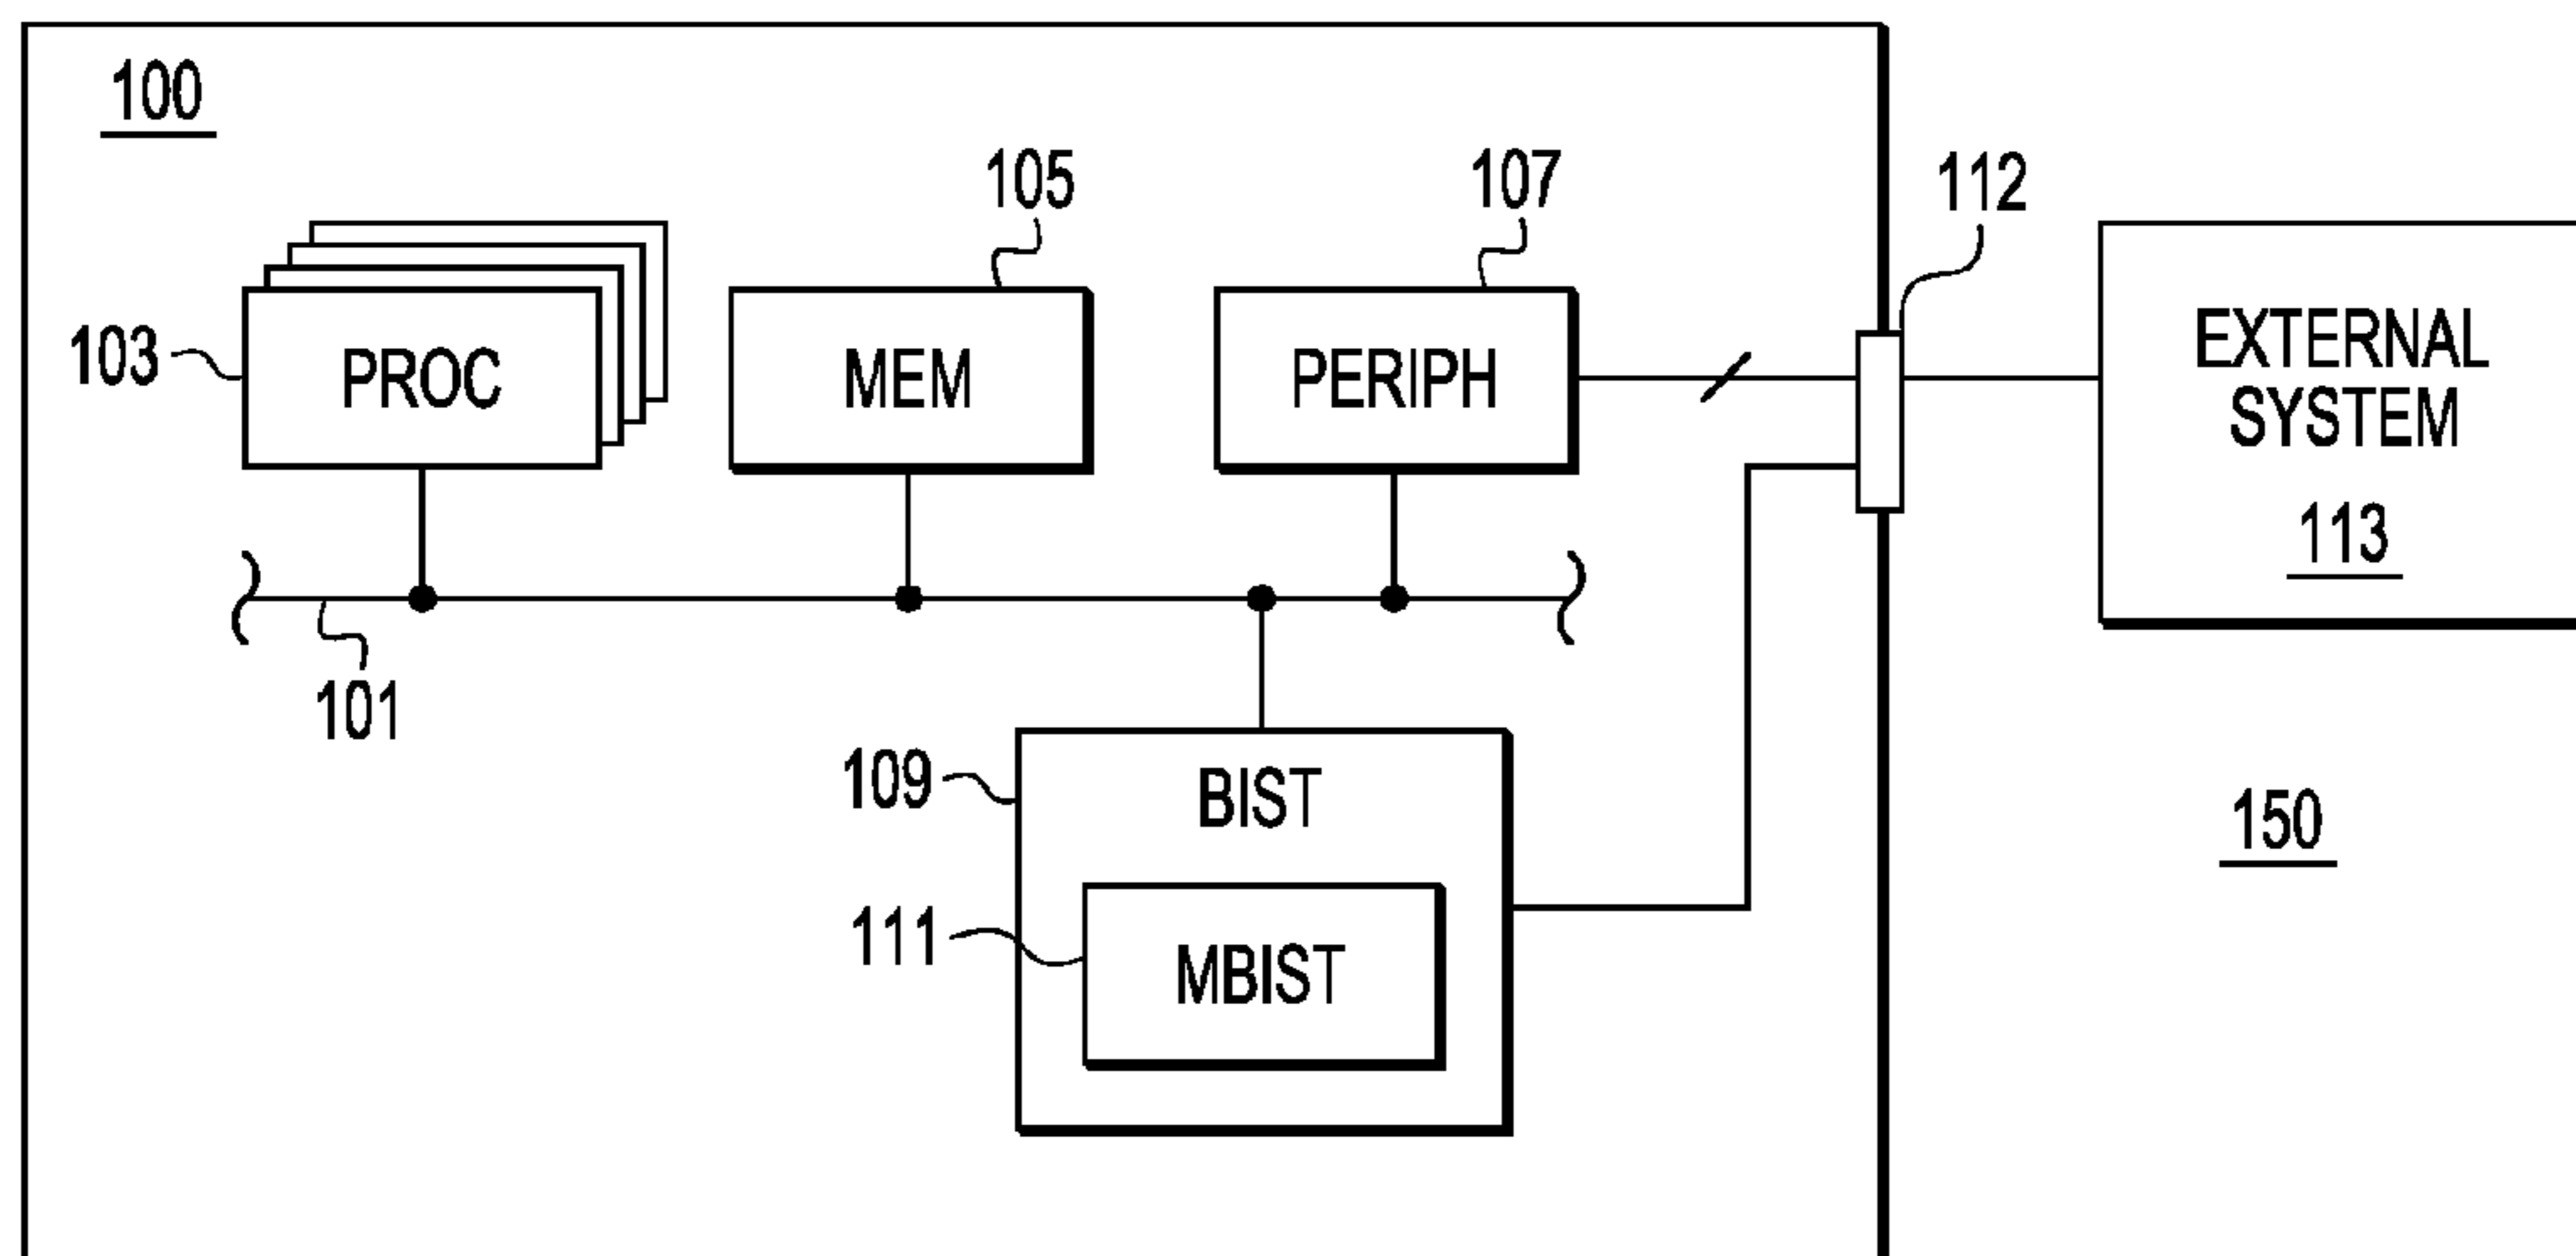 100
105
107
112
103
PROC
MEM
PERIPH
EXTERNAL
SYSTEM
113
101
109
BIST
150
111
MBIST